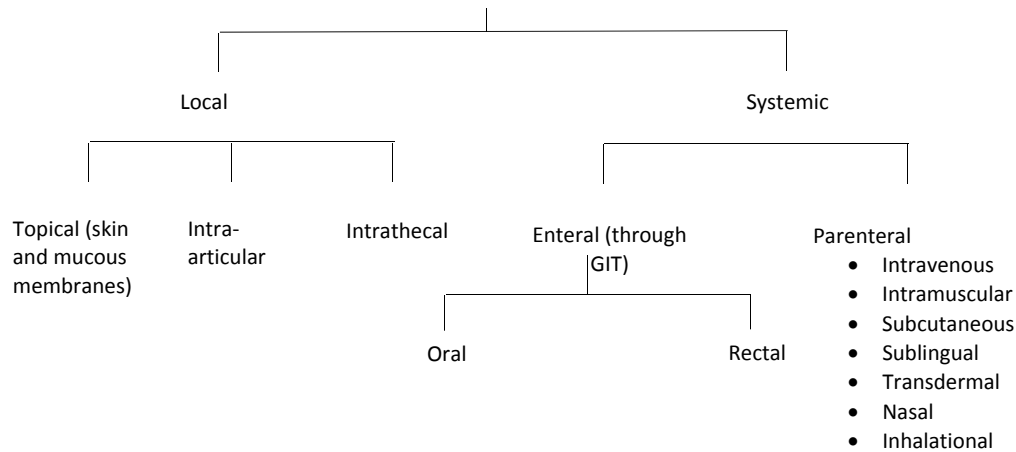 Local
Systemic
Topical (skin
and mucous
membranes)
Intra-
articular
Intrathecal
Enteral (through
GIT)
Oral
Rectal
Parenteral
• Intravenous
• Intramuscular
• Subcutaneous
• Sublingual
• Transdermal
• Nasal
• Inhalational